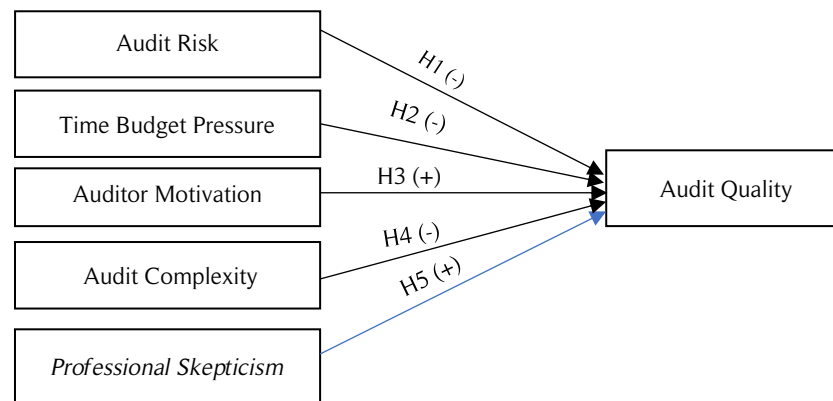 Audit Risk
H1 (-)
Time Budget Pressure
H2 (-)
Auditor Motivation
H3 (+)
Audit Quality
Audit Complexity
H4 (-)
H5 (+)
Professional Skepticism